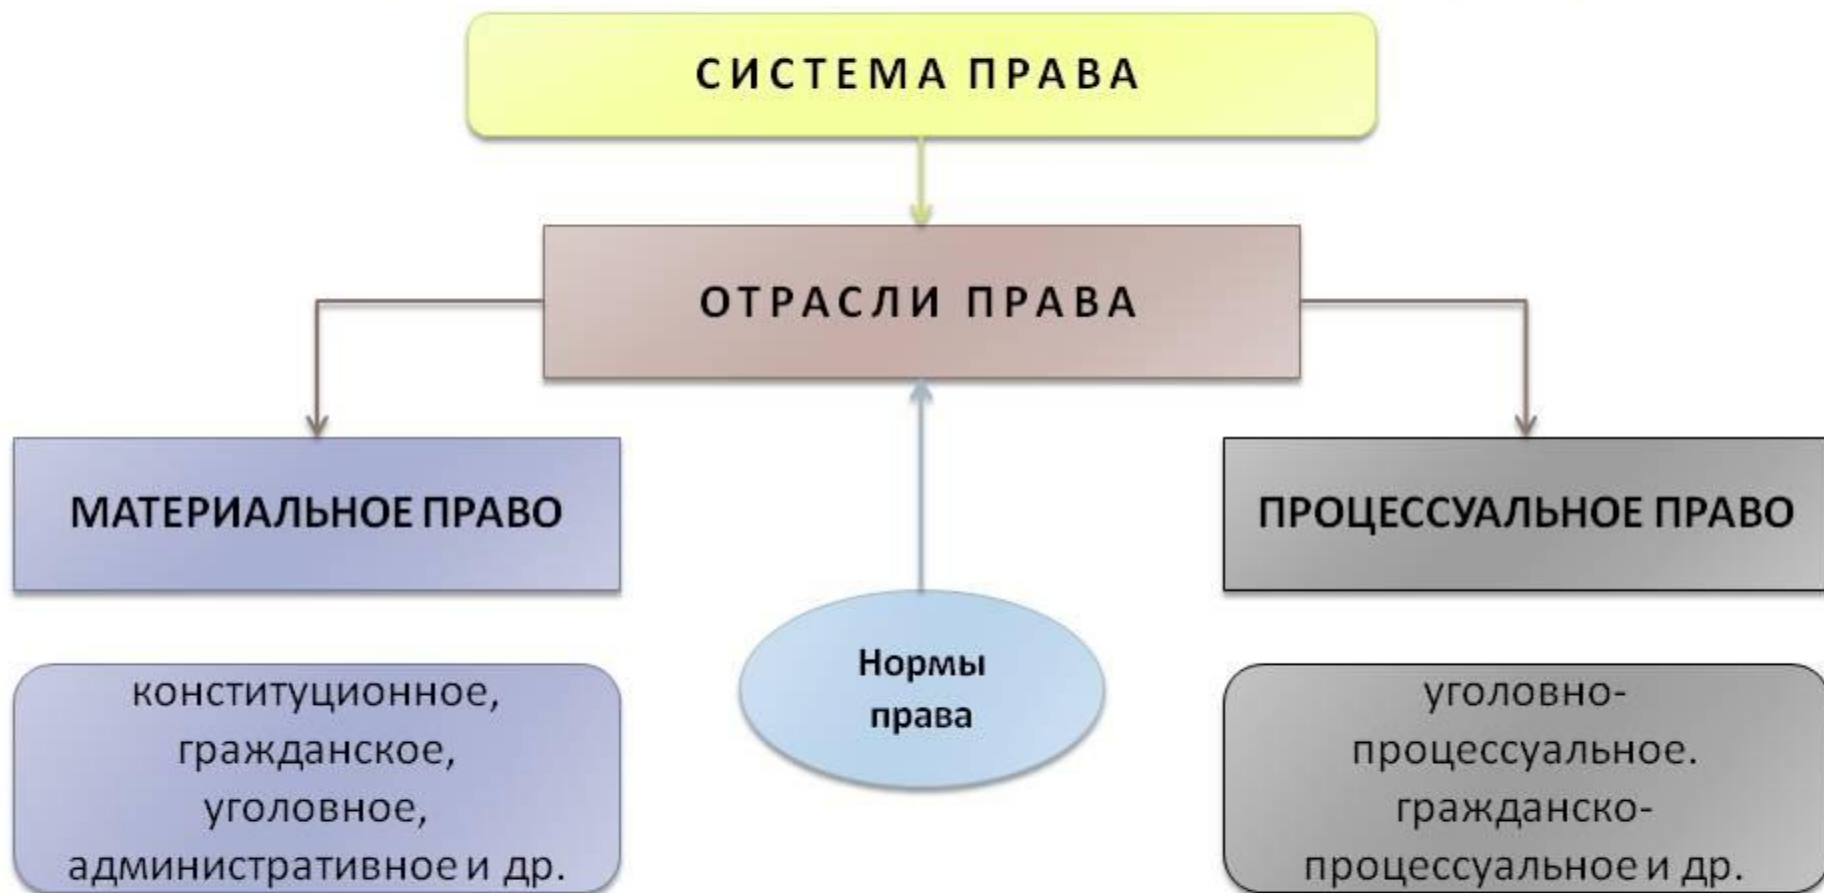 СИСТЕМА ПРАВА
ОТРАСЛИ ПРАВА
МАТЕРИАЛЬНОЕ ПРАВО
ПРОЦЕССУАЛЬНОЕ ПРАВО
Нормы
права
конституционное,
гражданское,
уголовное,
административное и др.
уголовно-
процессуальное.
гражданско-
процессуальное и др.